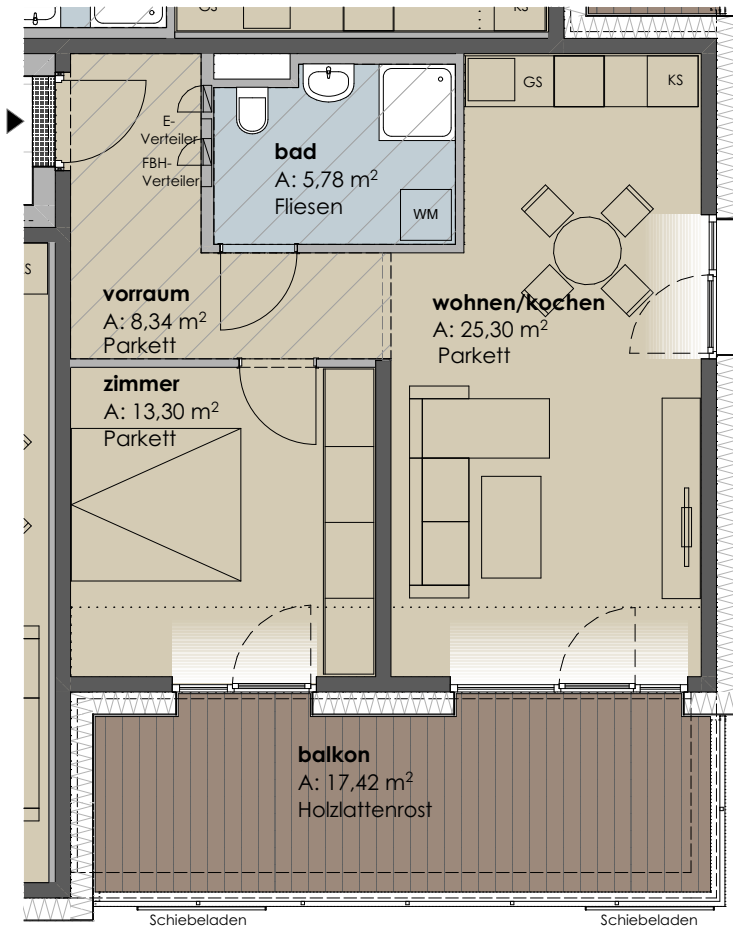 GS
KS
GS
KS
E-
Verteiler
FBH-
Verteiler
bad
A: 5,78 m²
Fliesen
WM
S
vorraum
A: 8,34 m²
Parkett
wohnen/kochen
A: 25,30 m²
Parkett
zimmer
A: 13,30 m²
Parkett
balkon
A: 17,42 m²
Holzlattenrost
Schiebeladen
Schiebeladen